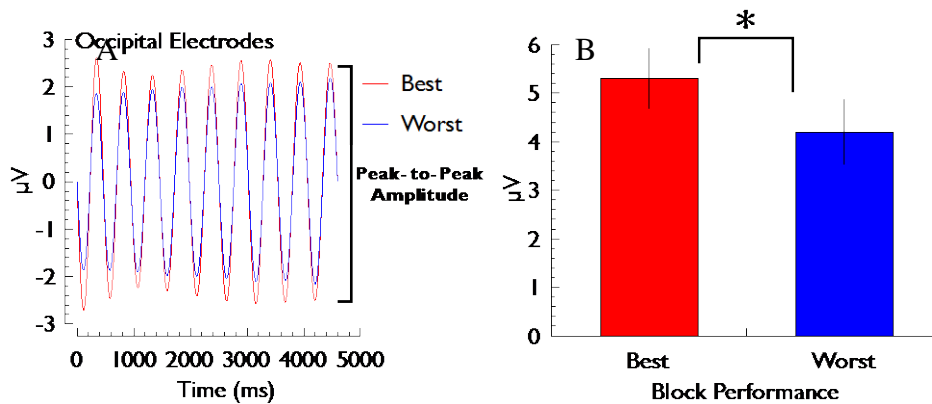 Occipital Electrodes
A
3
2
1
0
-1
-2
-3
µV
0 1000 2000 3000 4000 5000
Time (ms)
Best
Worst
Peak-to-Peak
Amplitude
B
*
6
5
4
3
2
1
0
µV
Best Worst
Block Performance